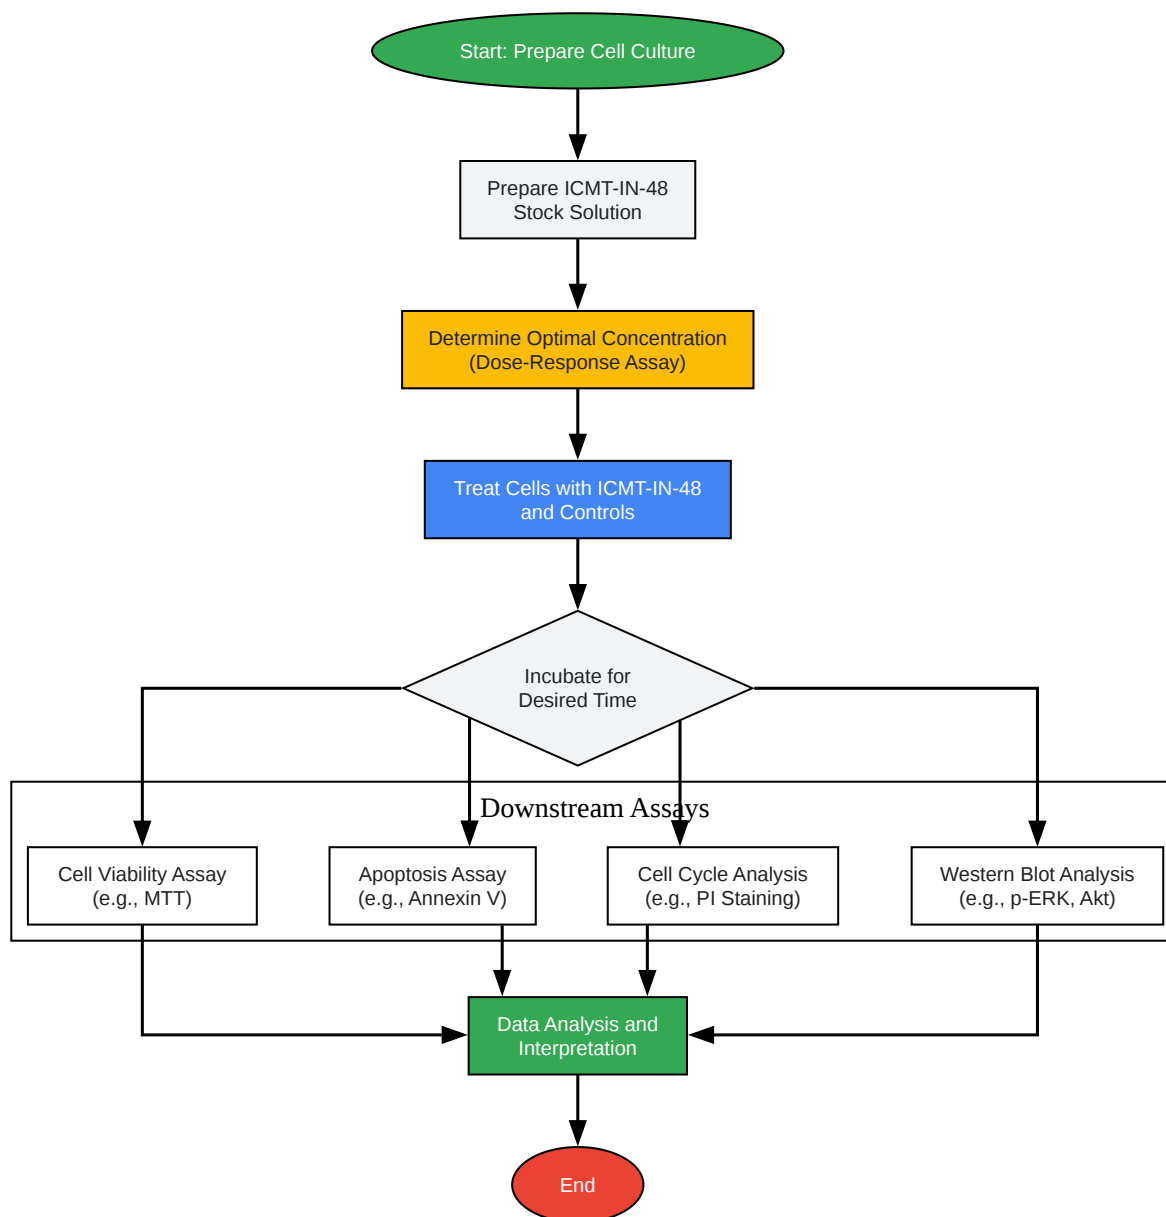 Start: Prepare Cell Culture
Prepare ICMT-IN-48
Stock Solution
Determine Optimal Concentration
(Dose-Response Assay)
Treat Cells with ICMT-IN-48
and Controls
Incubate for
Desired Time
Downstream Assays
Cell Viability Assay
(e.g., MTT)
Apoptosis Assay
(e.g., Annexin V)
Cell Cycle Analysis
(e.g., PI Staining)
Western Blot Analysis
(e.g., p-ERK, Akt)
Data Analysis and
Interpretation
End